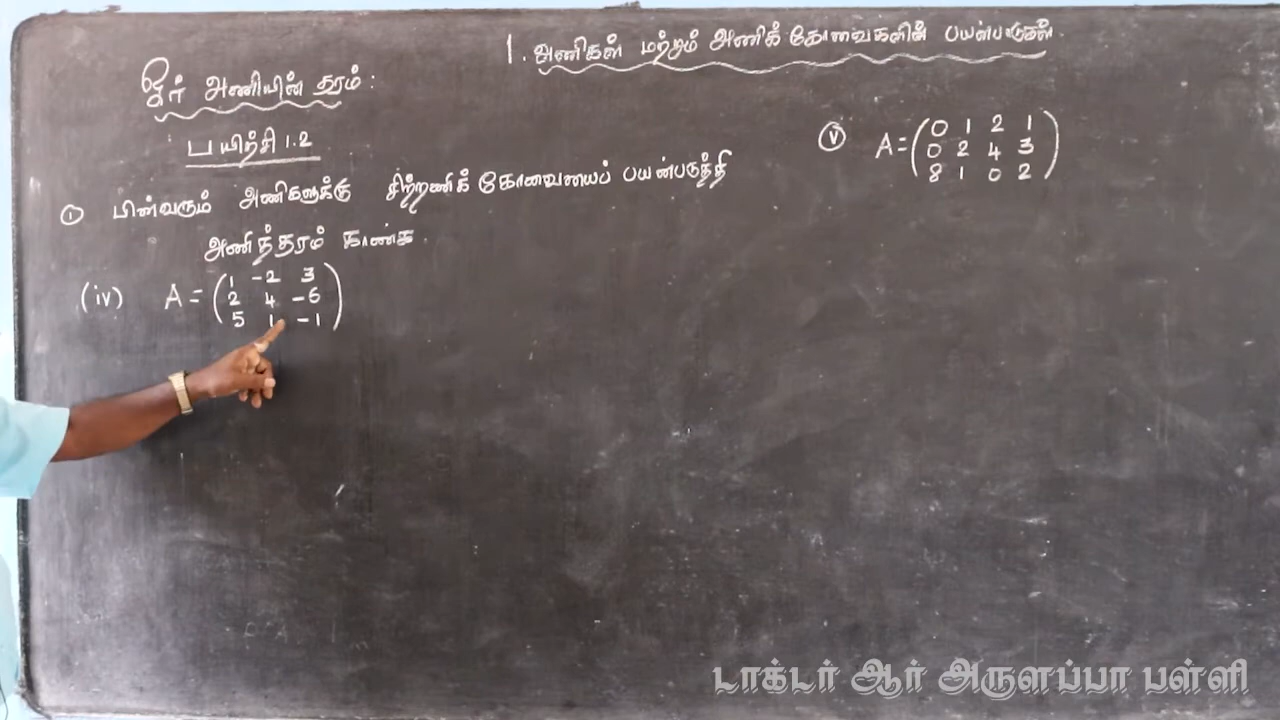 1. அணிகள் மற்றும் அணிக் கோவைகளின் பயன்பாடுகள்.
ஓர் அணியின் தரம் :
பயிற்சி 1.2
① பின்வரும் அணிகளுக்கு சிற்றணிக் கோவையைப் பயன்படுத்தி
அணித்தரம் காண்க.
(iv) A = ( 1 -2 3
2 4 -6
5 1 -1 )
Ⓥ A = ( 0 1 2 1
0 2 4 3
8 1 0 2 )
டாக்டர் ஆர் அருளப்பா பள்ளி